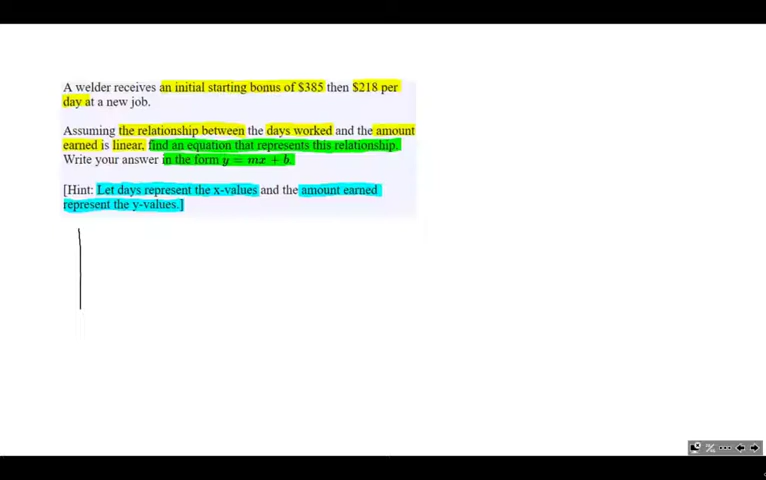 A welder receives an initial starting bonus of $385 then $218 per
day at a new job.
Assuming the relationship between the days worked and the amount
earned is linear, find an equation that represents this relationship.
Write your answer in the form y = mx + b.
[Hint: Let days represent the x-values and the amount earned
represent the y-values.]